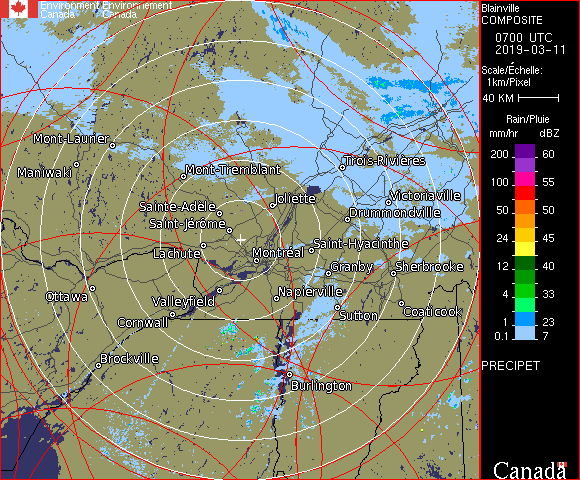 Environment Environnement
Canada Canada
Blainville
COMPOSITE
0700 UTC
2019-03-11
Scale/Échelle:
1km/Pixel
40 KM
Rain/Pluie
mm/hr dBZ
200 60
100 55
50 50
24 45
12 40
4 33
1 23
0.1 7
PRECIPET
Canada
Mont-Laurier
Maniwaki
Mont-Tremblant
Trois-Rivières
Sainte-Adele
Joliette
Victoriaville
Drummondville
Saint-Jérôme
Lachute
Montréal
Saint-Hyacinthe
Granby
Sherbrooke
Ottawa
Valleyfield
Napierville
Cornwall
Sutton
Coaticook
Brockville
Burlington